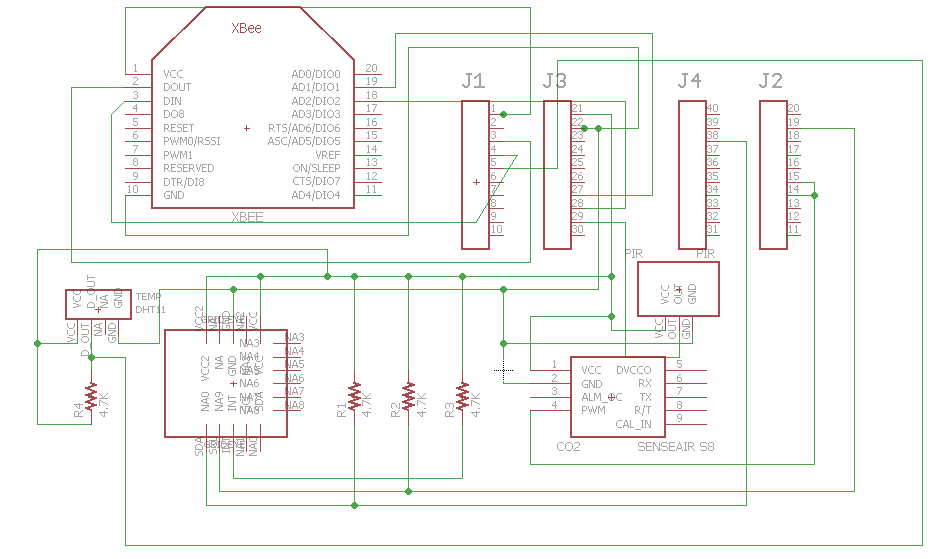 XBee
1 VCC AD0/DIO0 20
2 DOUT AD1/DIO1 19
3 DIN AD2/DIO2 18
4 DO8 AD3/DIO3 17
5 RESET RTS/AD6/DIO6 16
6 PWM0/RSSI ASC/AD5/DIO5 15
7 PWM1 VREF 14
8 RESERVED ON/SLEEP 13
9 DTR/DI8 CTS/DIO7 12
10 GND AD4/DIO4 11
XBEE
J1
1
2
3
4
5
6
7
8
9
10
J3
21
22
23
24
25
26
27
28
29
30
J4
40
39
38
37
36
35
34
33
32
31
J2
20
19
18
17
16
15
14
13
12
11
PIR PIR
VCC
OUT
GND
VCC
OUT
GND
VCC
D_OUT
NA
GND
TEMP
DHT11
VCC
D_OUT
NA
GND
R4
4.7K
VCC2
GND
VCC
NA3 NA3
NA4 NA4
NA5
NA6 NA6
NA7 NA7
NA8 NA8
VCC2
NA
GND
VCC
NA0
NA9
INT
SDA
SDA
INT
NA1
NA0
R1
4.7K
R2
4.7K
R3
4.7K
1 VCC DVCCO 5
2 GND RX 6
3 ALM_OC TX 7
4 PWM R/T 8
CAL_IN 9
CO2 SENSEAIR S8